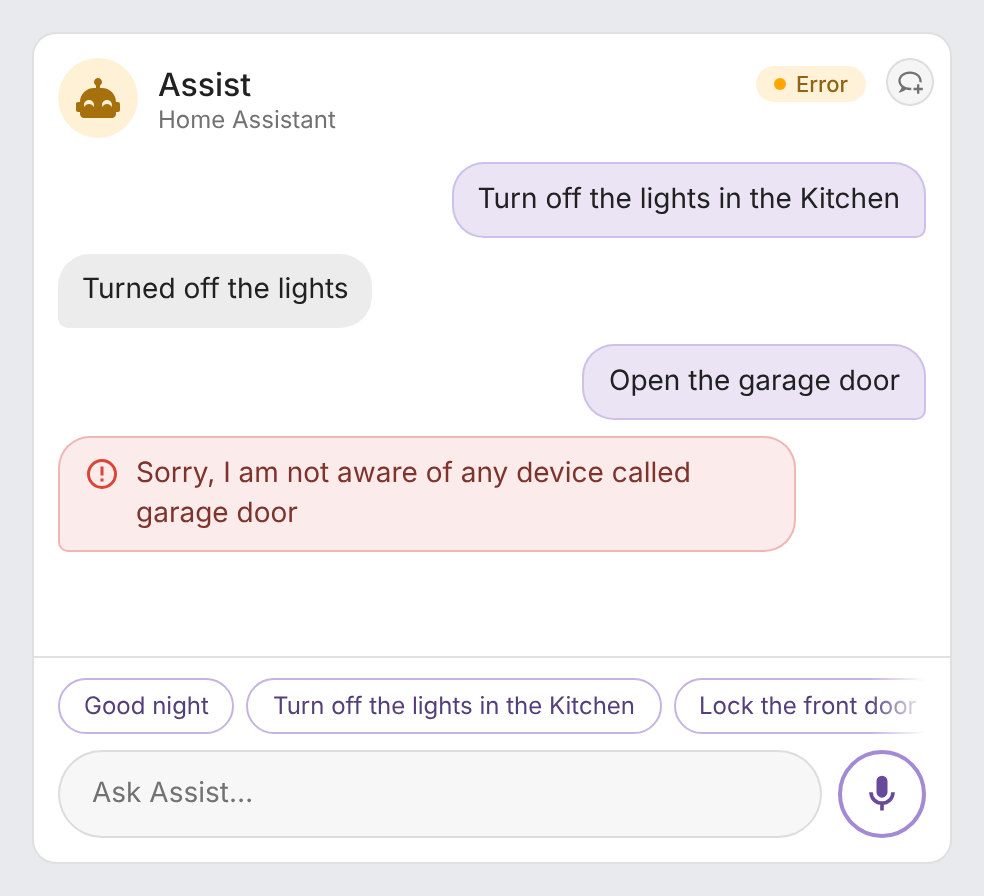 Assist
Home Assistant
Error
Turn off the lights in the Kitchen
Turned off the lights
Open the garage door
Sorry, I am not aware of any device called
garage door
Good night
Turn off the lights in the Kitchen
Lock the front door
Ask Assist...